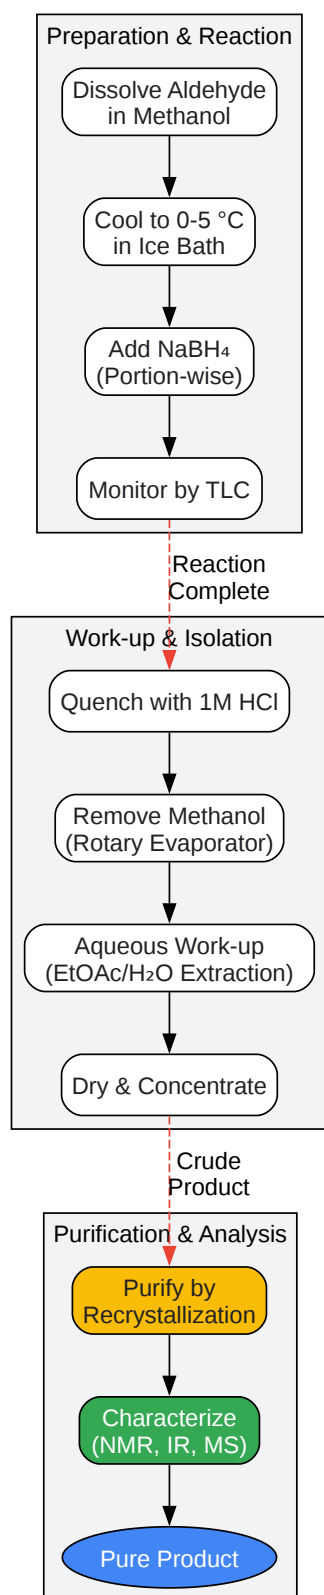 Preparation & Reaction
Dissolve Aldehyde
in Methanol
Cool to 0-5 °C
in Ice Bath
Add NaBH₄
(Portion-wise)
Monitor by TLC
Reaction
Complete
Work-up & Isolation
Quench with 1M HCl
Remove Methanol
(Rotary Evaporator)
Aqueous Work-up
(EtOAc/H₂O Extraction)
Dry & Concentrate
Crude
Product
Purification & Analysis
Purify by
Recrystallization
Characterize
(NMR, IR, MS)
Pure Product